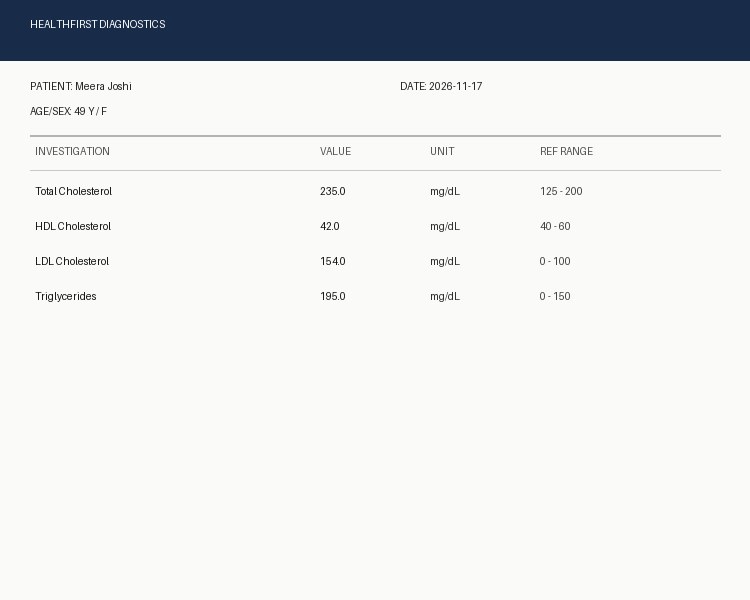 HEALTHFIRST DIAGNOSTICS
PATIENT: Meera Joshi DATE: 2026-11-17
AGE/SEX: 49 Y / F
INVESTIGATION VALUE UNIT REF RANGE
Total Cholesterol 235.0 mg/dL 125 - 200
HDL Cholesterol 42.0 mg/dL 40 - 60
LDL Cholesterol 154.0 mg/dL 0 - 100
Triglycerides 195.0 mg/dL 0 - 150